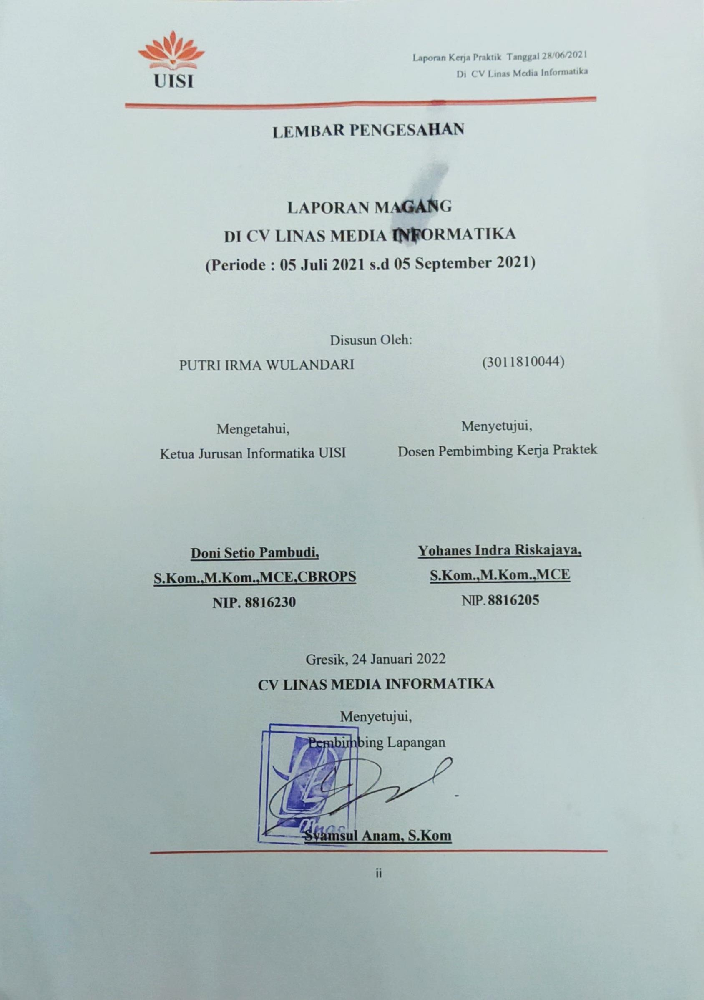 UISI
Laporan Kerja Praktik Tanggal 28/06/2021
Di CV Linas Media Informatika
LEMBAR PENGESAHAN
LAPORAN MAGANG
DI CV LINAS MEDIA INFORMATIKA
(Periode : 05 Juli 2021 s.d 05 September 2021)
Disusun Oleh:
PUTRI IRMA WULANDARI (3011810044)
Mengetahui,
Ketua Jurusan Informatika UISI
Menyetujui,
Dosen Pembimbing Kerja Praktek
Doni Setio Pambudi,
S.Kom.,M.Kom.,MCE,CBROPS
NIP. 8816230
Yohanes Indra Riskajaya,
S.Kom.,M.Kom.,MCE
NIP. 8816205
Gresik, 24 Januari 2022
CV LINAS MEDIA INFORMATIKA
Menyetujui,
Pembimbing Lapangan
Linas
Syamsul Anam, S.Kom
ii